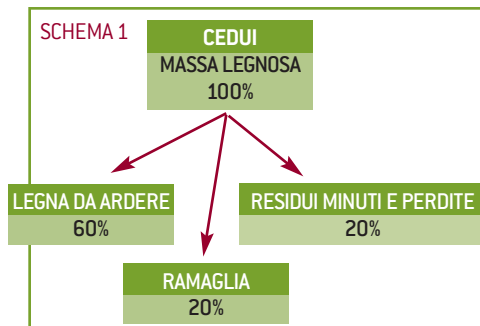 SCHEMA 1
CEDUI
MASSA LEGNOSA
100%
LEGNA DA ARDERE
60%
RESIDUI MINUTI E PERDITE
20%
RAMAGLIA
20%